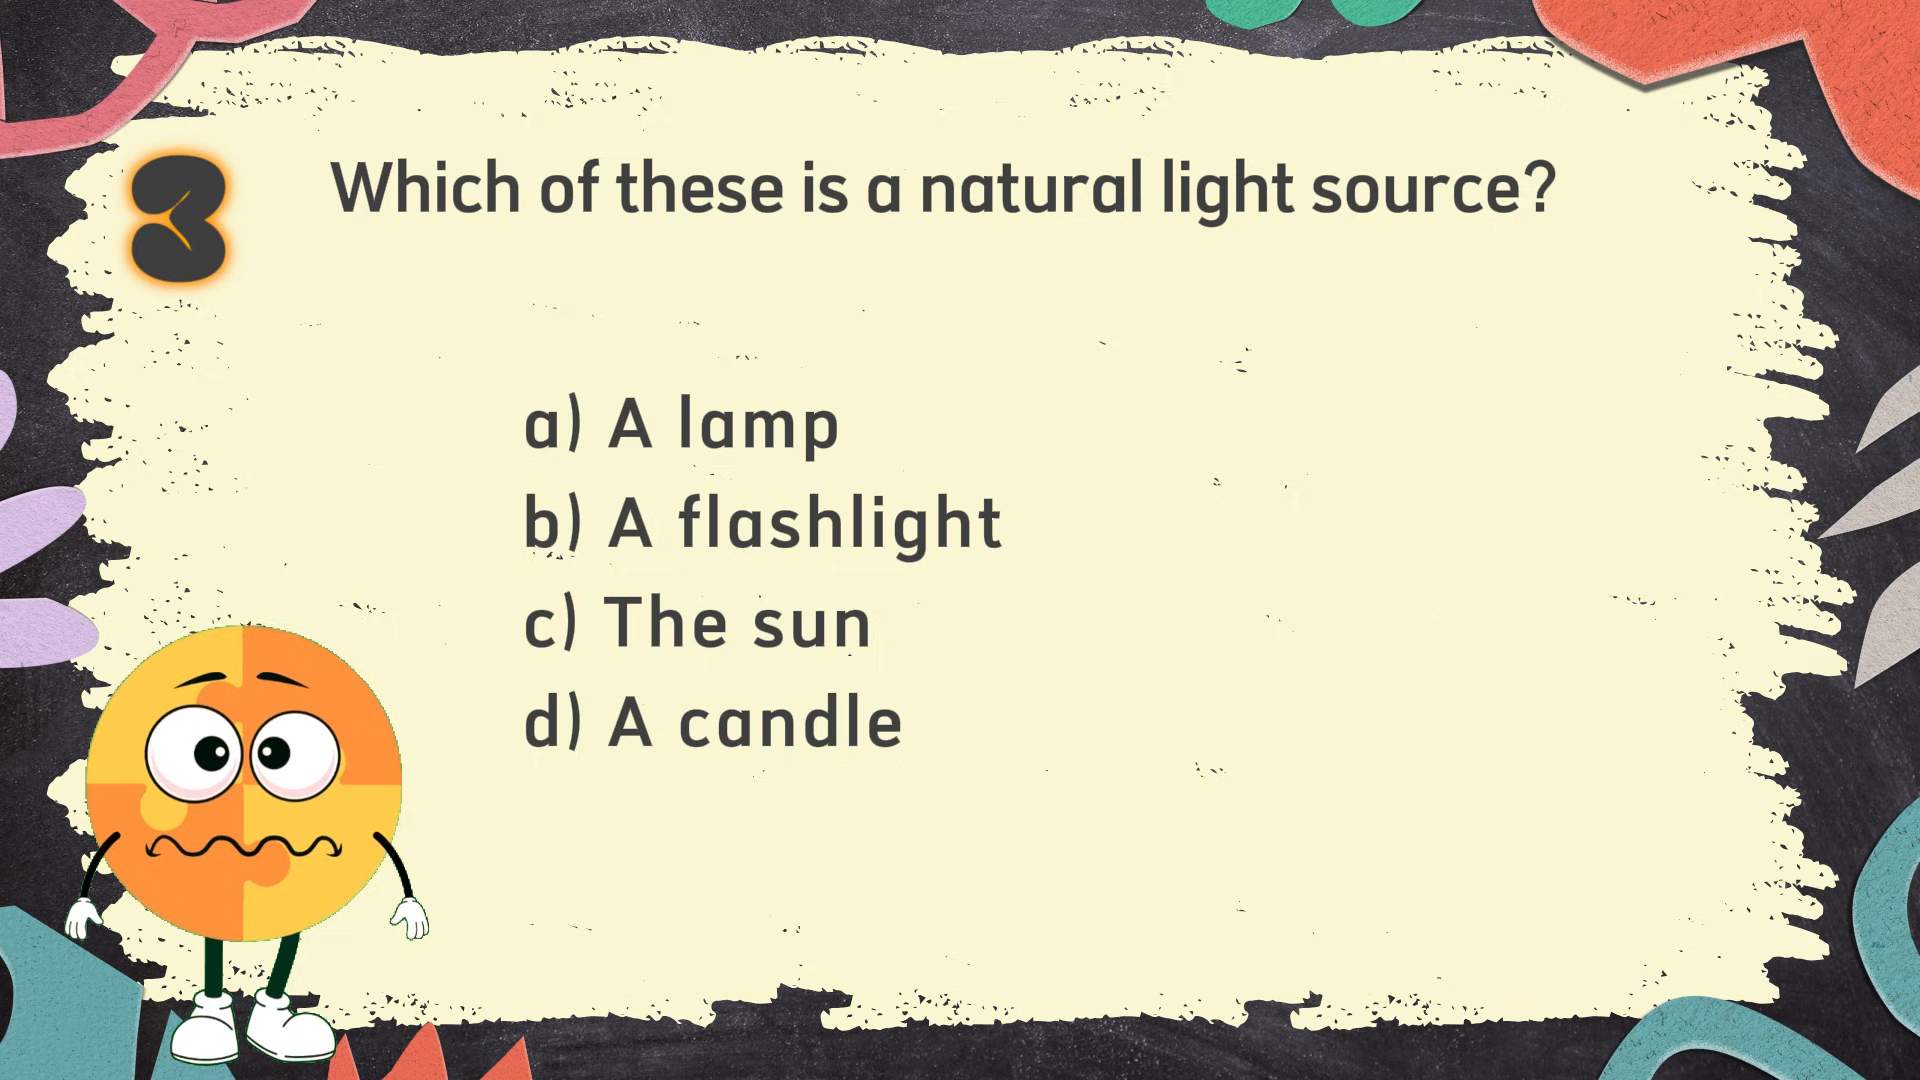 3
Which of these is a natural light source?
a) A lamp
b) A flashlight
c) The sun
d) A candle